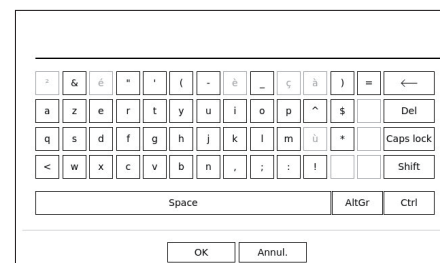 ² & é " ' ( - è _ ç à ) = ←
a z e r t y u i o p ^ $ Del
q s d f g h j k l m ù * Caps lock
< w x c v b n , ; : ! Shift
Space AltGr Ctrl
OK Annul.